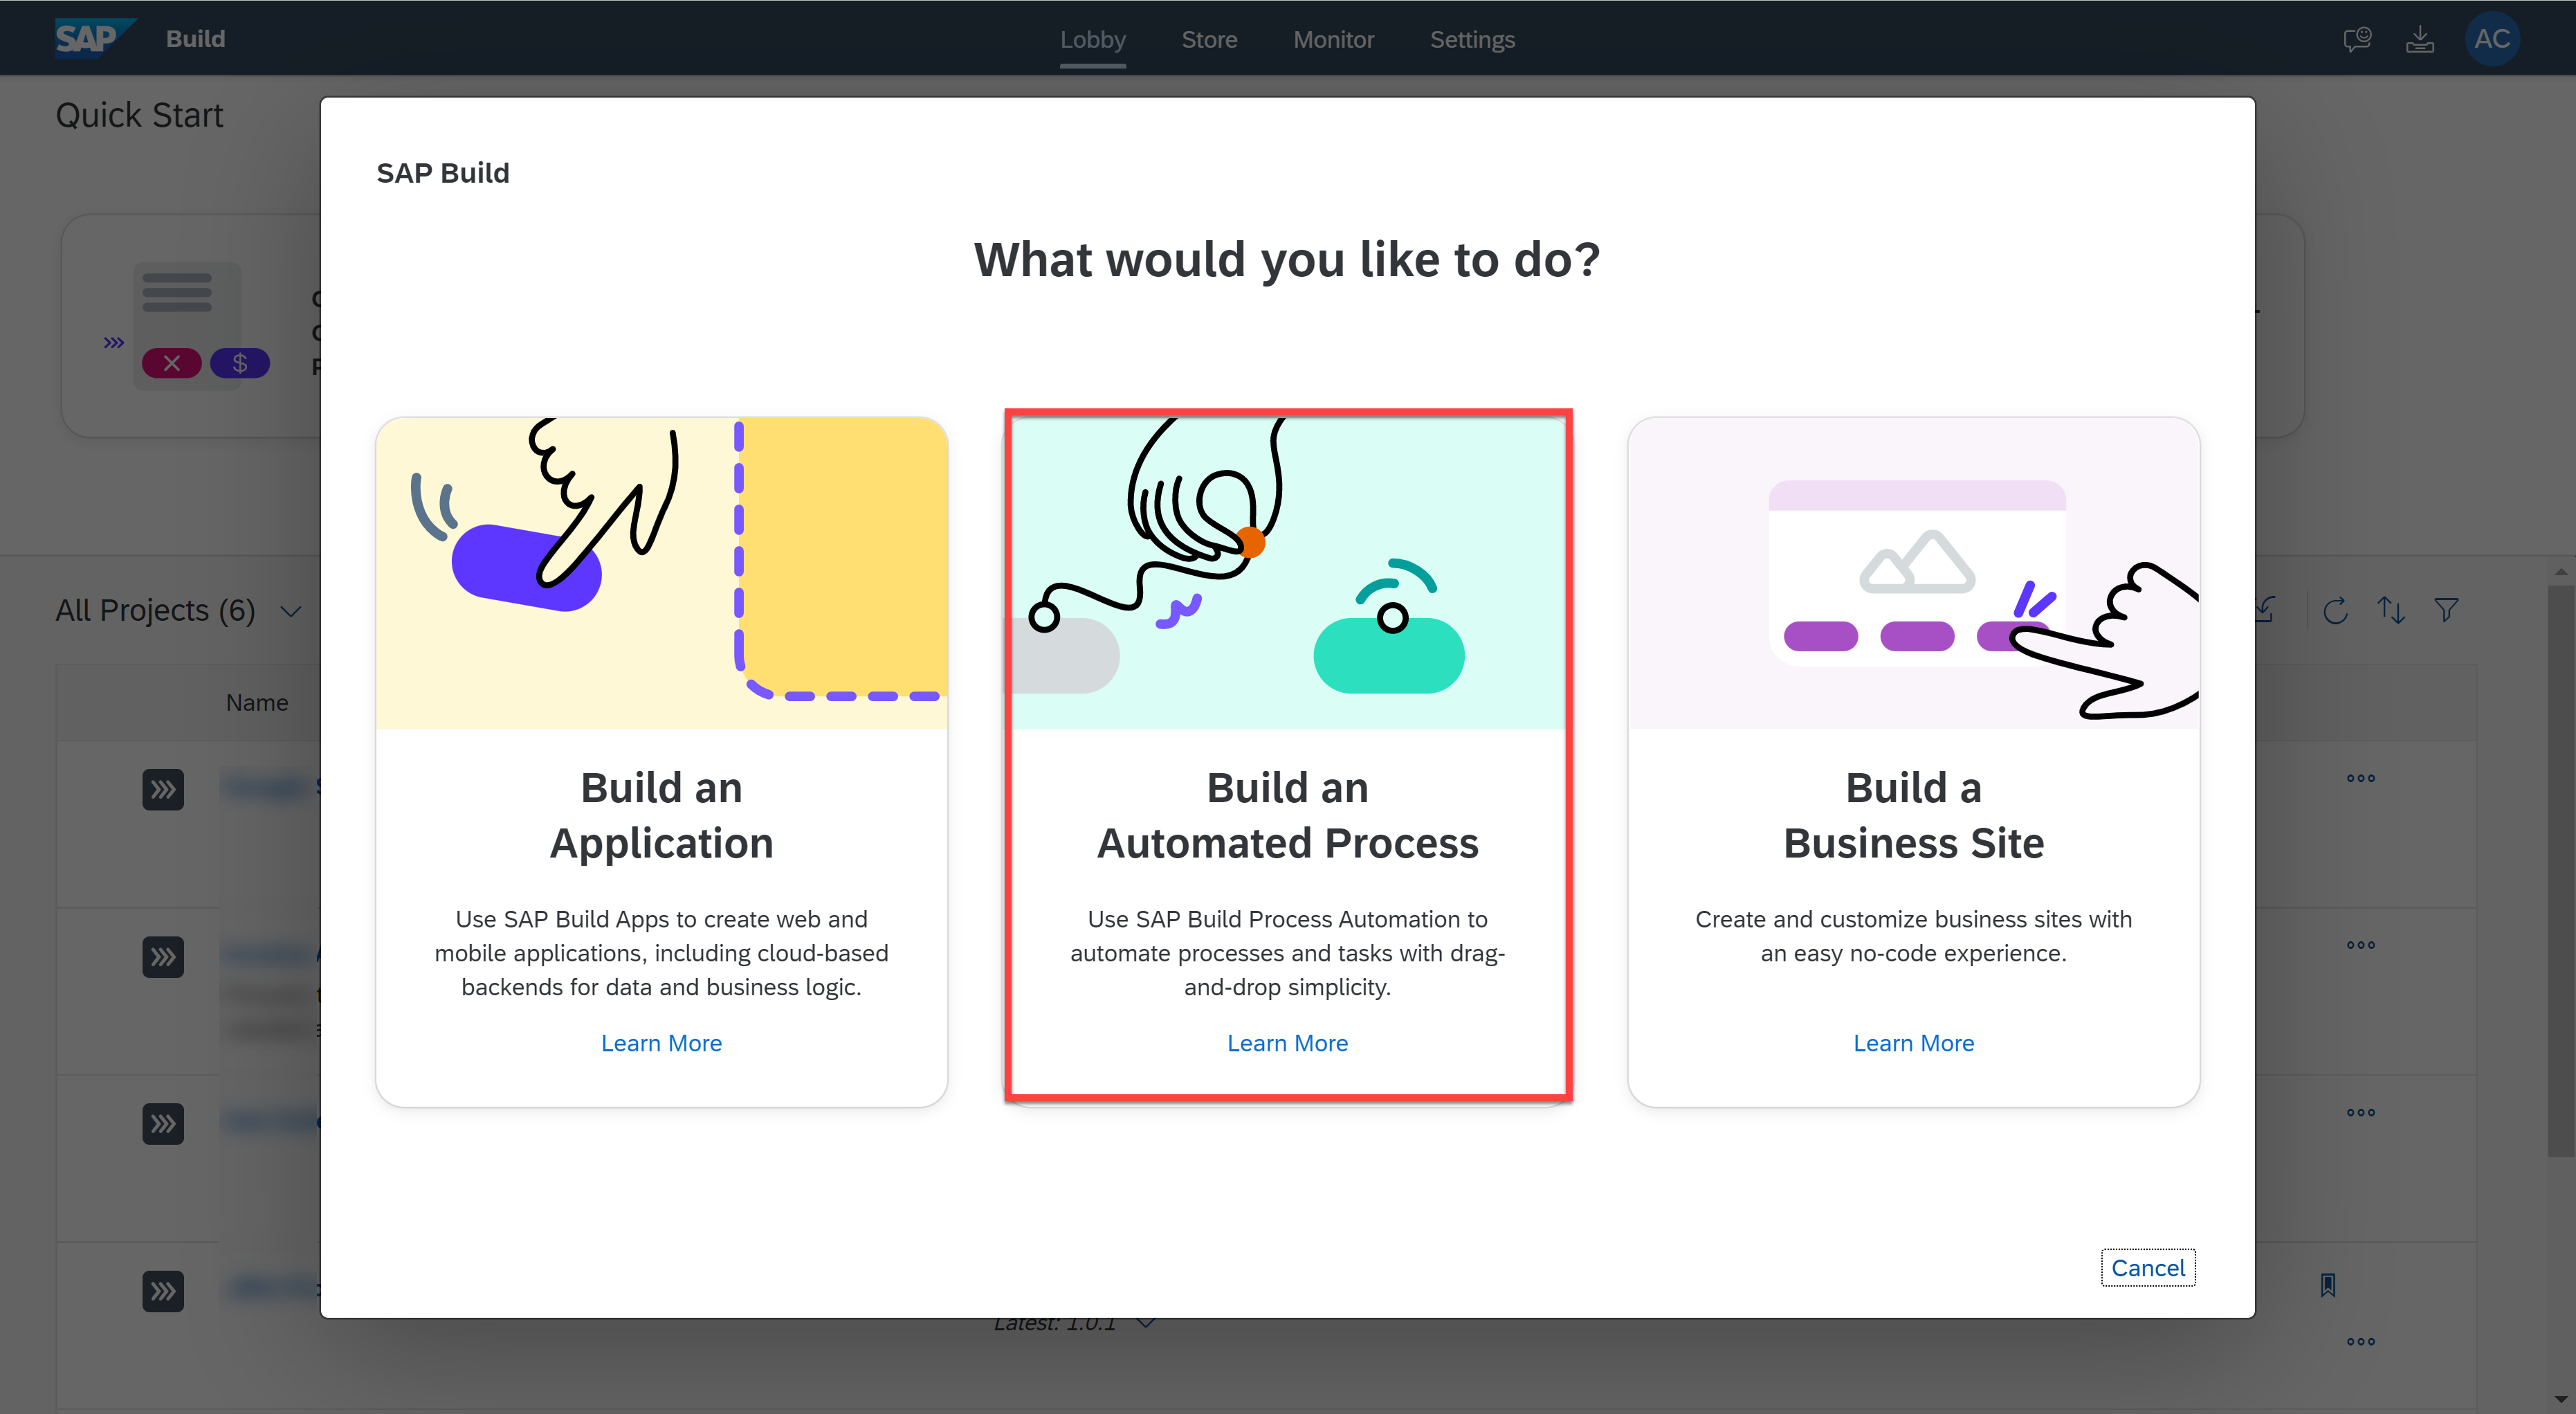 SAP Build Lobby Store Monitor Settings AC
Quick Start
SAP Build
What would you like to do?
$
All Projects (6)
Name
Build an
Application
Use SAP Build Apps to create web and
mobile applications, including cloud-based
backends for data and business logic.
Learn More
Build an
Automated Process
Use SAP Build Process Automation to
automate processes and tasks with drag-
and-drop simplicity.
Learn More
Build a
Business Site
Create and customize business sites with
an easy no-code experience.
Learn More
Cancel
Latest: 1.0.1